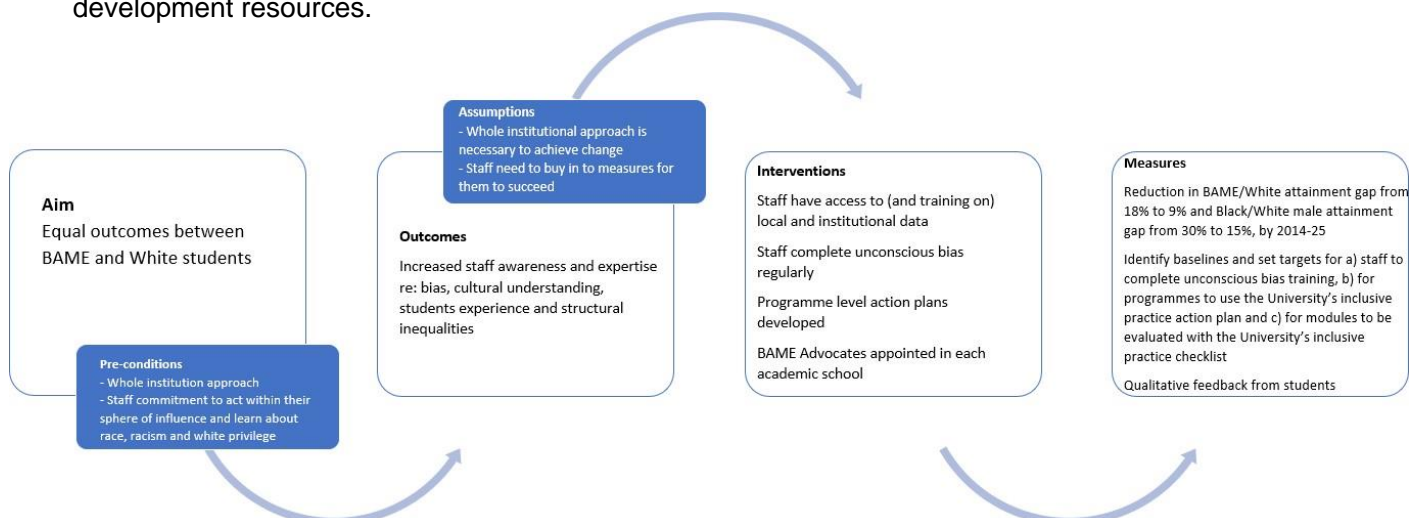 development resources.
Aim
Equal outcomes between
BAME and White students
Pre-conditions
- Whole institution approach
- Staff commitment to act within their
sphere of influence and learn about
race, racism and white privilege
Assumptions
- Whole institutional approach is
necessary to achieve change
- Staff need to buy in to measures for
them to succeed
Outcomes
Increased staff awareness and expertise
re: bias, cultural understanding,
students experience and structural
inequalities
Interventions
Staff have access to (and training on)
local and institutional data
Staff complete unconscious bias
regularly
Programme level action plans
developed
BAME Advocates appointed in each
academic school
Measures
Reduction in BAME/White attainment gap from
18% to 9% and Black/White male attainment
gap from 30% to 15%, by 2014-25
Identify baselines and set targets for a) staff to
complete unconscious bias training, b) for
programmes to use the University's inclusive
practice action plan and c) for modules to be
evaluated with the University's inclusive
practice checklist
Qualitative feedback from students